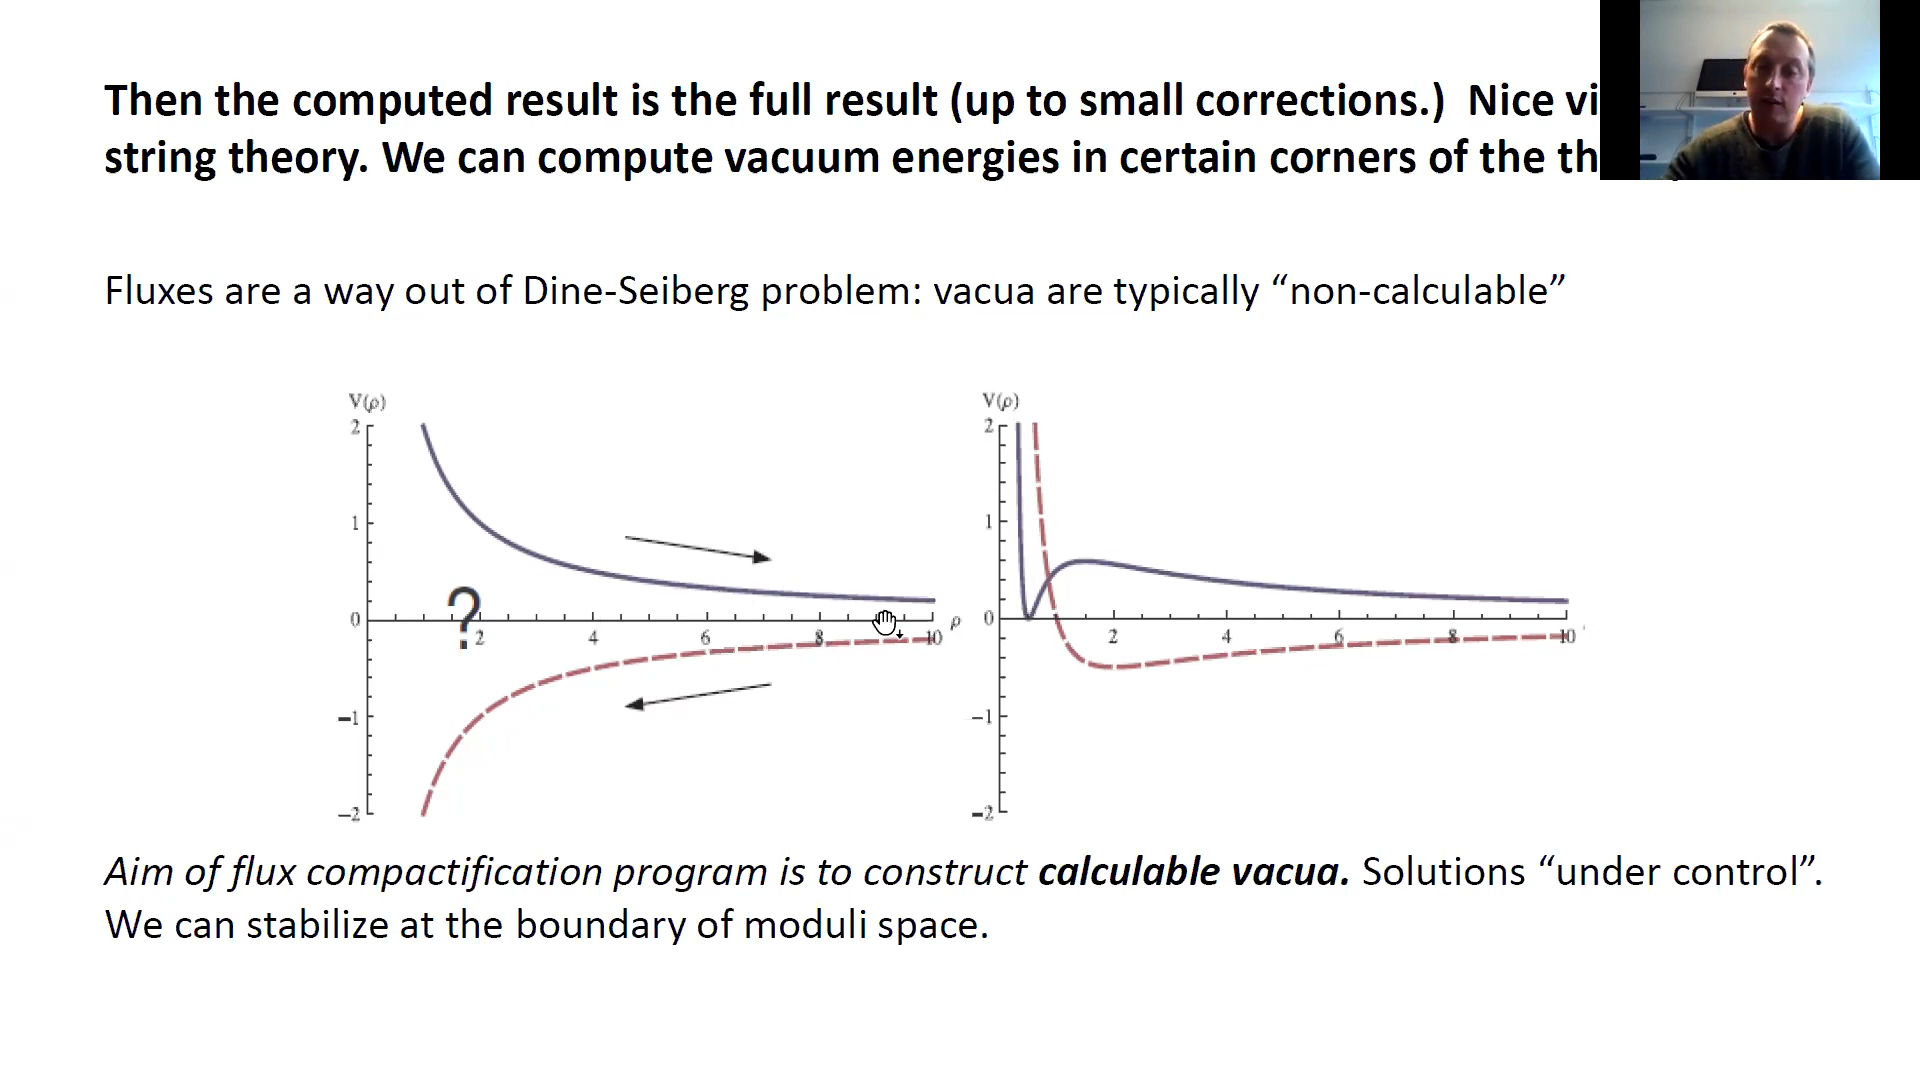 Then the computed result is the full result (up to small corrections.) Nice
string theory. We can compute vacuum energies in certain corners of the
Fluxes are a way out of Dine-Seiberg problem: vacua are typically “non-calculable”
V(ρ)
2
1
0
-1
-2
?
2
4
6
8
10
ρ
V(ρ)
2
1
0
-1
-2
2
4
6
8
10
Aim of flux compactification program is to construct calculable vacua. Solutions “under control”.
We can stabilize at the boundary of moduli space.